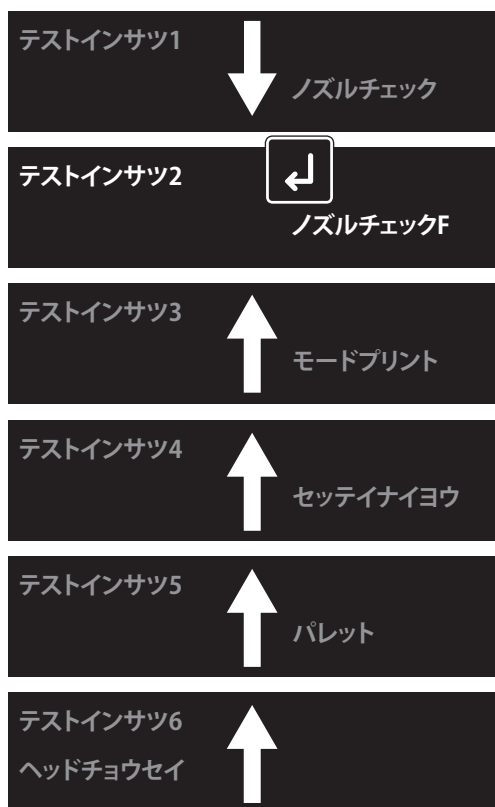 テストインサツ1
ノズルチェック
テストインサツ2
ノズルチェックF
テストインサツ3
モードプリント
テストインサツ4
セッテイナイヨウ
テストインサツ5
パレット
テストインサツ6
ヘッドチョウセイ